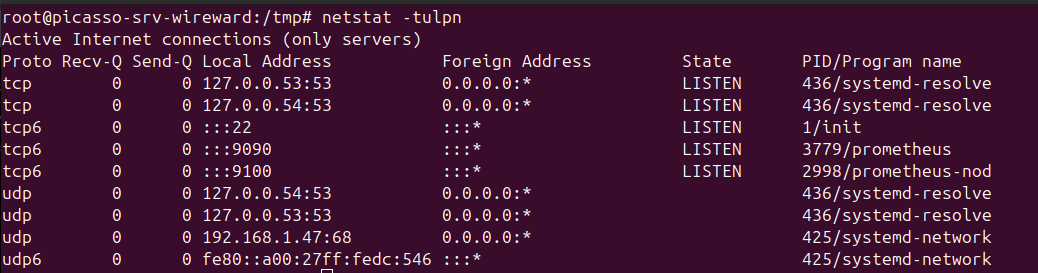 root@picasso-srv-wireward:/tmp# netstat -tulpn
Active Internet connections (only servers)
Proto Recv-Q Send-Q Local Address           Foreign Address         State       PID/Program name
tcp        0      0 127.0.0.53:53           0.0.0.0:*               LISTEN      436/systemd-resolve
tcp        0      0 127.0.0.54:53           0.0.0.0:*               LISTEN      436/systemd-resolve
tcp6       0      0 :::22                   :::*                    LISTEN      1/init
tcp6       0      0 :::9090                 :::*                    LISTEN      3779/prometheus
tcp6       0      0 :::9100                 :::*                    LISTEN      2998/prometheus-nod
udp        0      0 127.0.0.54:53           0.0.0.0:*                           436/systemd-resolve
udp        0      0 127.0.0.53:53           0.0.0.0:*                           436/systemd-resolve
udp        0      0 192.168.1.47:68         0.0.0.0:*                           425/systemd-network
udp6       0      0 fe80::a00:27ff:fedc:546 :::*                                425/systemd-network